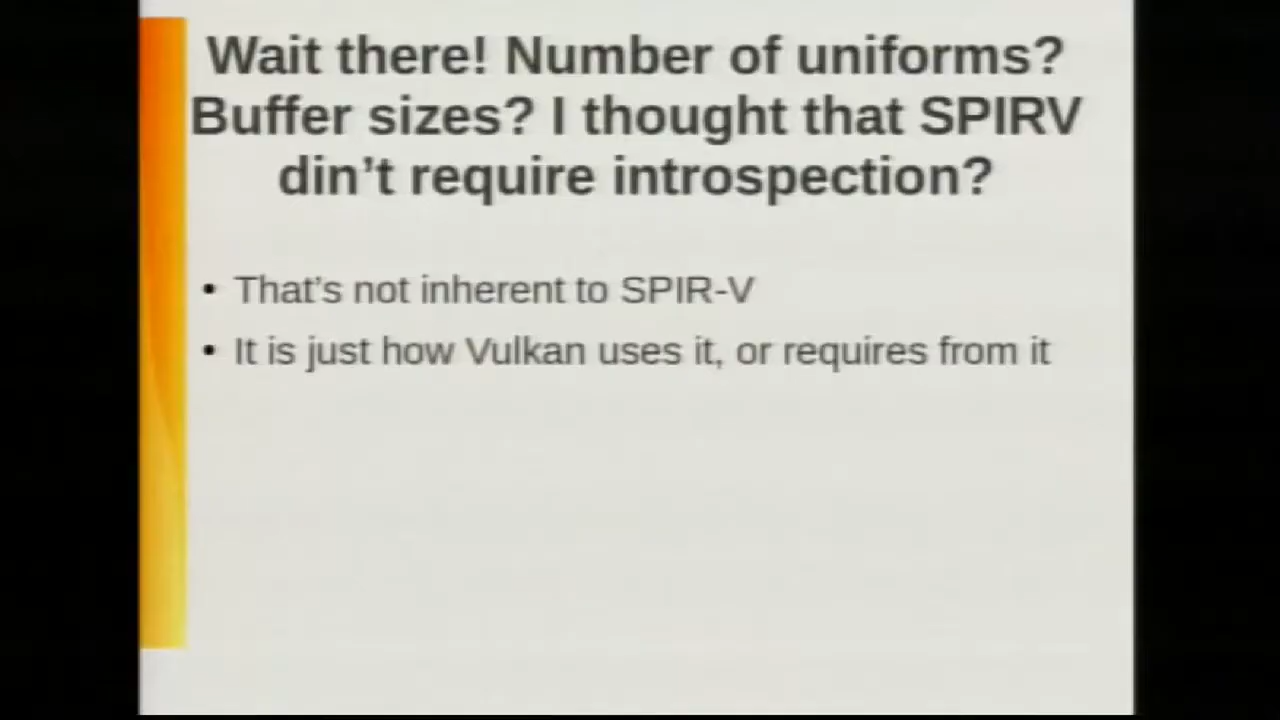 Wait there! Number of uniforms?
Buffer sizes? I thought that SPIRV
din’t require introspection?
• That’s not inherent to SPIR-V
• It is just how Vulkan uses it, or requires from it